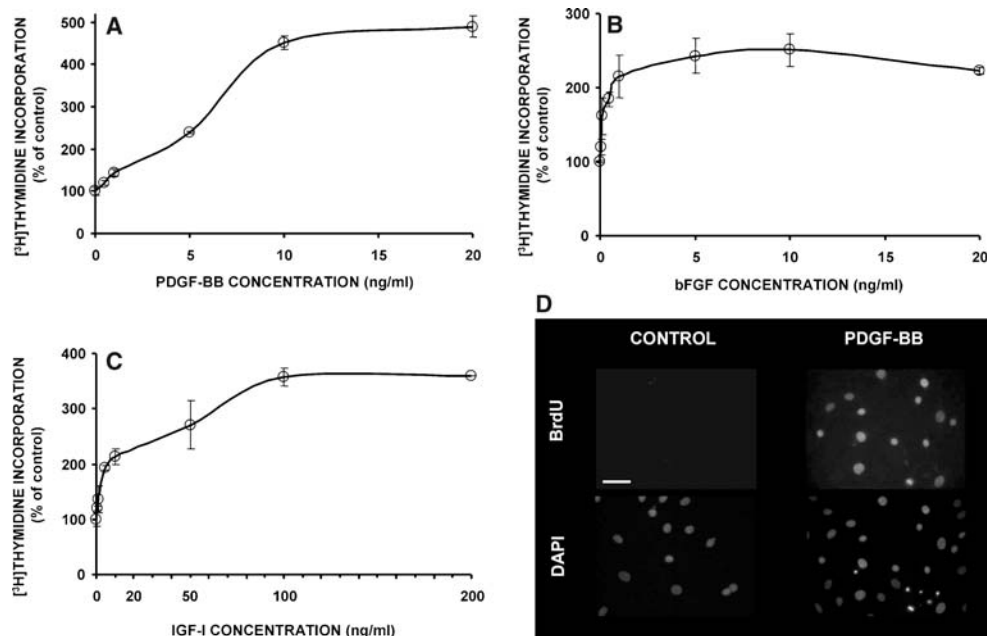 A
[³H]THYMIDINE INCORPORATION
(% of control)
500
400
300
200
100
0
0 5 10 15 20
PDGF-BB CONCENTRATION (ng/ml)
B
[³H]THYMIDINE INCORPORATION
(% of control)
300
200
100
0
0 5 10 15 20
bFGF CONCENTRATION (ng/ml)
C
[³H]THYMIDINE INCORPORATION
(% of control)
400
300
200
100
0
0 20 50 100 200
IGF-I CONCENTRATION (ng/ml)
D
CONTROL PDGF-BB
BrdU
DAPI